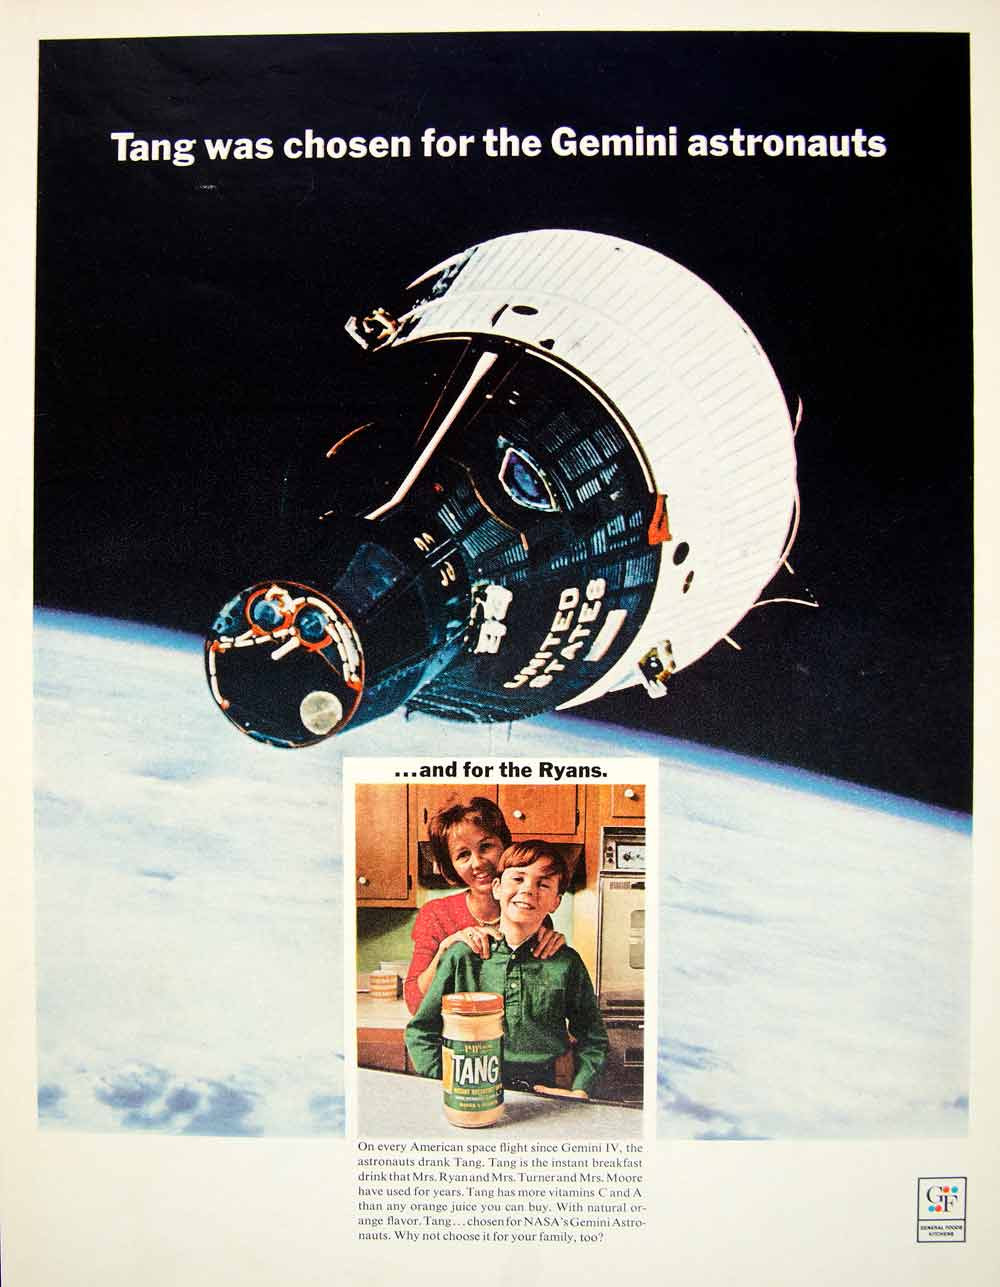 Tang was chosen for the Gemini astronauts
UNITED
STATES
...and for the Ryans.
TANG
INSTANT BREAKFAST
On every American space flight since Gemini IV, the
astronauts drank Tang. Tang is the instant breakfast
drink that Mrs. Ryan and Mrs. Turner and Mrs. Moore
have used for years. Tang has more vitamins C and A
than any orange juice you can buy. With natural or-
ange flavor. Tang...chosen for NASA's Gemini Astro-
nauts. Why not choose it for your family, too?
GF
GENERAL FOODS
KITCHENS